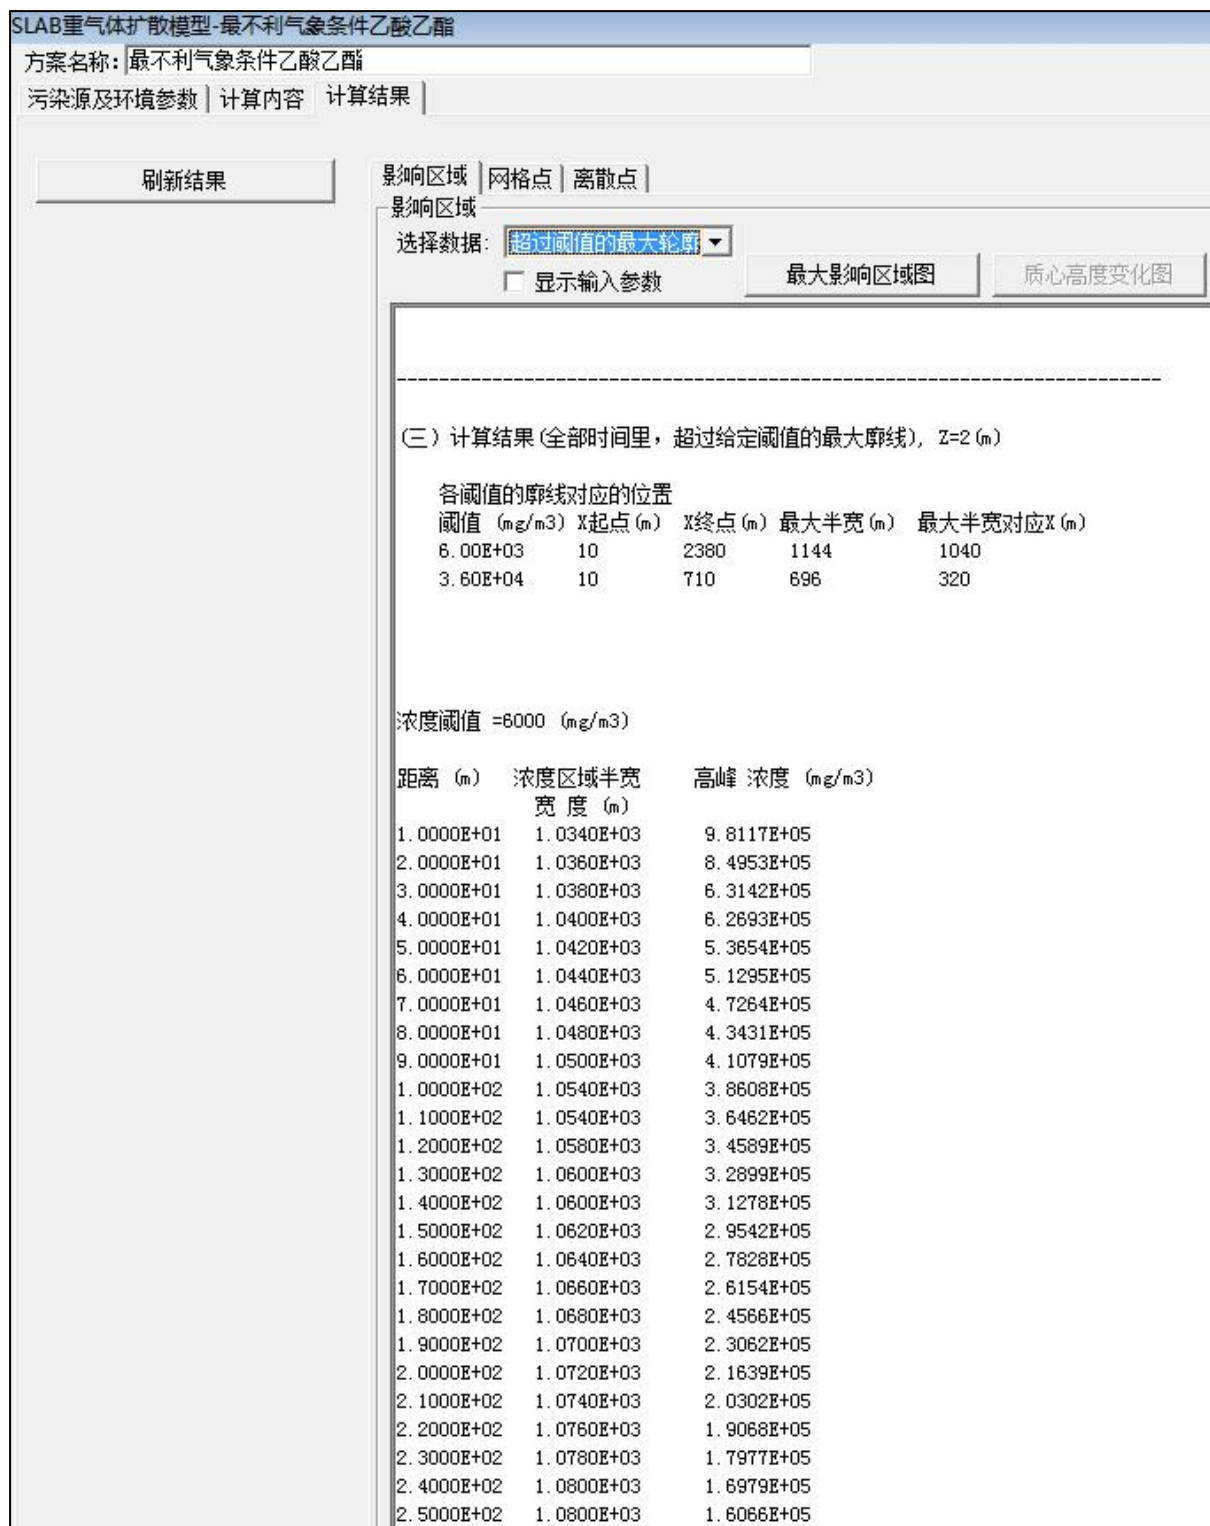 SLAB重气体扩散模型-最不利气象条件乙酸乙酯
方案名称: 最不利气象条件乙酸乙酯
污染源及环境参数 计算内容 计算结果
刷新结果
影响区域 网格点 离散点
影响区域
选择数据: 超过阈值的最大轮廓
显示输入参数 最大影响区域图 质心高度变化图
------------------------------------------------------------------------
(三) 计算结果(全部时间里，超过给定阈值的最大廓线), Z=2(m)
各阈值的廓线对应的位置
阈值 (mg/m3) X起点(m) X终点(m) 最大半宽(m) 最大半宽对应X(m)
6.00E+03 10 2380 1144 1040
3.60E+04 10 710 696 320
浓度阈值 =6000 (mg/m3)
距离 (m) 浓度区域半宽 高峰 浓度 (mg/m3)
宽 度 (m)
1.0000E+01 1.0340E+03 9.8117E+05
2.0000E+01 1.0360E+03 8.4953E+05
3.0000E+01 1.0380E+03 6.3142E+05
4.0000E+01 1.0400E+03 6.2693E+05
5.0000E+01 1.0420E+03 5.3654E+05
6.0000E+01 1.0440E+03 5.1295E+05
7.0000E+01 1.0460E+03 4.7264E+05
8.0000E+01 1.0480E+03 4.3431E+05
9.0000E+01 1.0500E+03 4.1079E+05
1.0000E+02 1.0540E+03 3.8608E+05
1.1000E+02 1.0540E+03 3.6462E+05
1.2000E+02 1.0580E+03 3.4589E+05
1.3000E+02 1.0600E+03 3.2899E+05
1.4000E+02 1.0600E+03 3.1278E+05
1.5000E+02 1.0620E+03 2.9542E+05
1.6000E+02 1.0640E+03 2.7828E+05
1.7000E+02 1.0660E+03 2.6154E+05
1.8000E+02 1.0680E+03 2.4566E+05
1.9000E+02 1.0700E+03 2.3062E+05
2.0000E+02 1.0720E+03 2.1639E+05
2.1000E+02 1.0740E+03 2.0302E+05
2.2000E+02 1.0760E+03 1.9068E+05
2.3000E+02 1.0780E+03 1.7977E+05
2.4000E+02 1.0800E+03 1.6979E+05
2.5000E+02 1.0800E+03 1.6066E+05